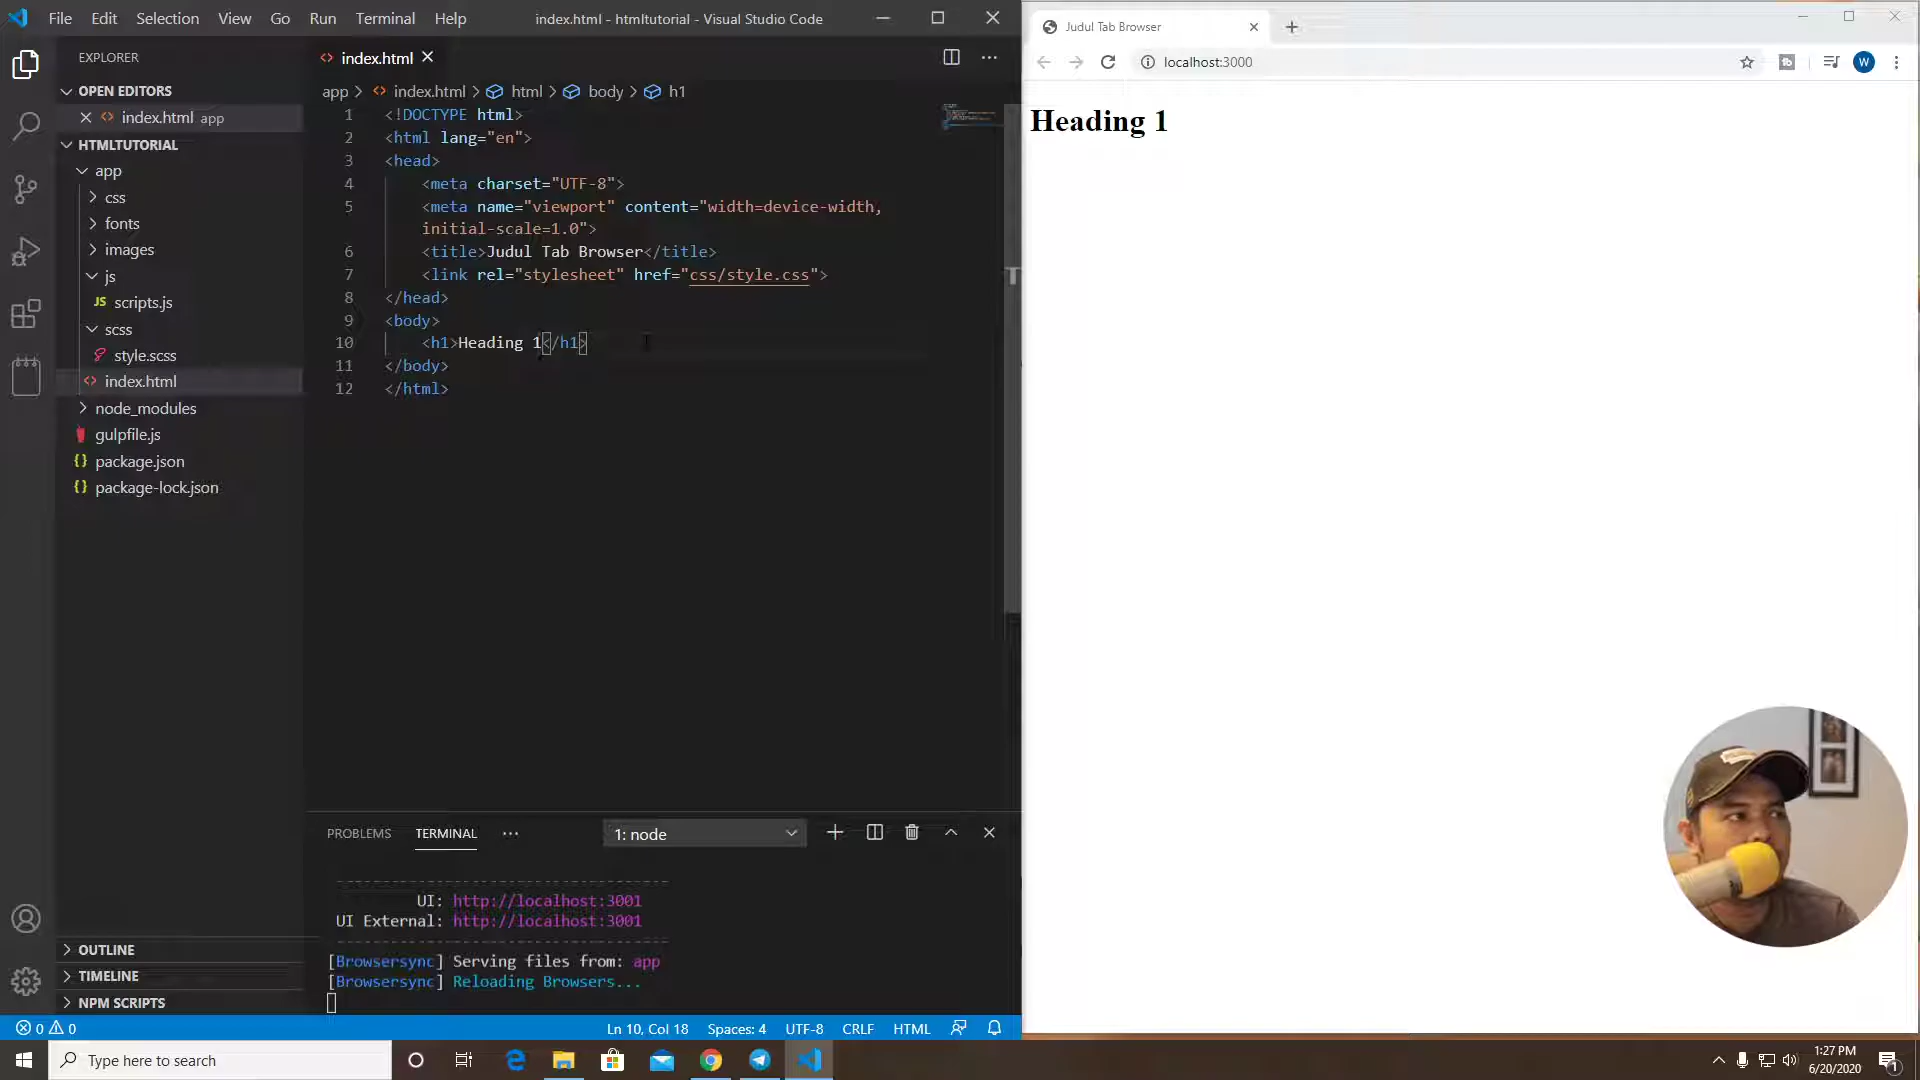 File Edit Selection View Go Run Terminal Help
index.html - htmltutorial - Visual Studio Code
EXPLORER
OPEN EDITORS
index.html app
HTMLTUTORIAL
app
css
fonts
images
js
JS scripts.js
scss
style.scss
<> index.html
node_modules
gulpfile.js
{} package.json
{} package-lock.json
OUTLINE
TIMELINE
NPM SCRIPTS
index.html
app > index.html > html > body > h1
1 <!DOCTYPE html>
2 <html lang="en">
3 <head>
4 <meta charset="UTF-8">
5 <meta name="viewport" content="width=device-width,
initial-scale=1.0">
6 <title>Judul Tab Browser</title>
7 <link rel="stylesheet" href="css/style.css">
8 </head>
9 <body>
10 <h1>Heading 1</h1>
11 </body>
12 </html>
PROBLEMS TERMINAL ... 1: node
UI: http://localhost:3001
UI External: http://localhost:3001
[Browsersync] Serving files from: app
[Browsersync] Reloading Browsers...
0 0
Ln 10, Col 18 Spaces: 4 UTF-8 CRLF HTML
Judul Tab Browser
localhost:3000
W
Heading 1
Type here to search
1:27 PM
6/20/2020
1